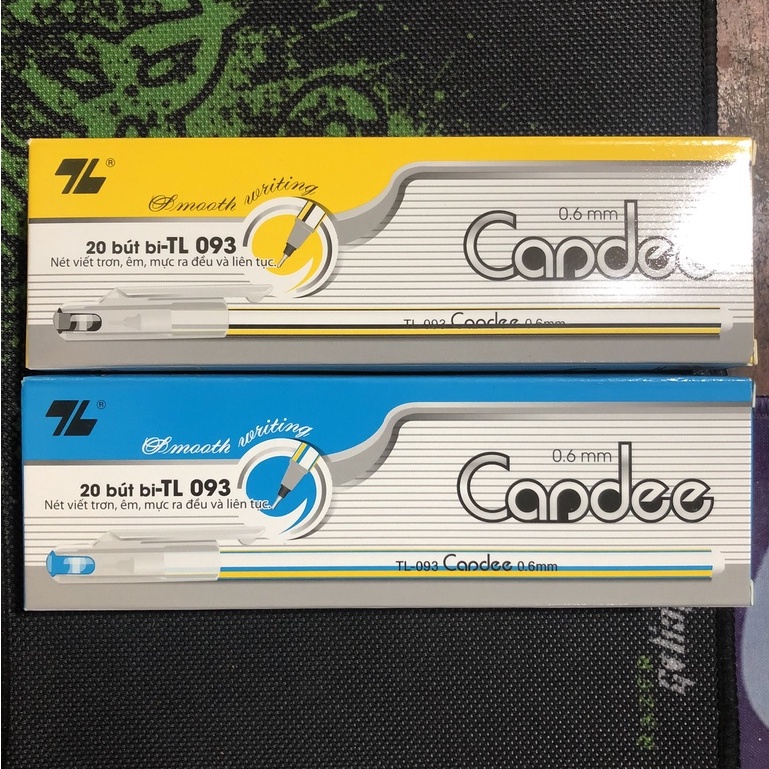 TL ®
Smooth writing
0.6 mm
Candee
20 bút bi-TL 093
Nét viết trơn, êm, mực ra đều và liên tục.
TL-093 Candee 0.6mm
TL ®
Smooth writing
0.6 mm
Candee
20 bút bi-TL 093
Nét viết trơn, êm, mực ra đều và liên tục.
TL-093 Candee 0.6mm
RAZER